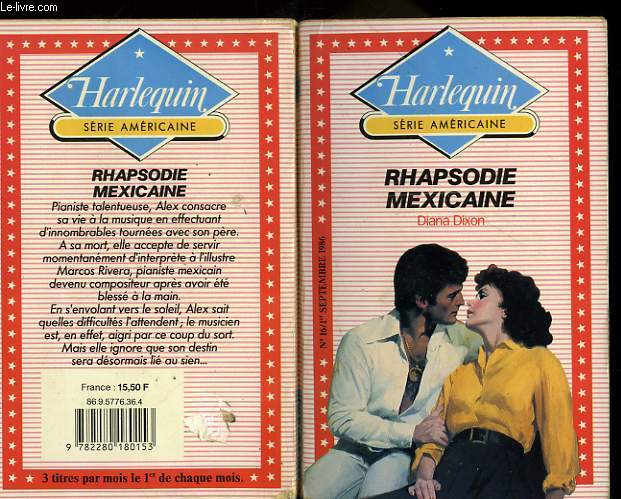 Le-livre.com
Harlequin
SÉRIE AMÉRICAINE
RHAPSODIE
MEXICAINE
Pianiste talentueuse, Alex consacre
sa vie à la musique en effectuant
d'innombrables tournées avec son père.
A sa mort, elle accepte de servir
momentanément d'interprète à l'illustre
Marcos Rivera, pianiste mexicain
devenu compositeur après avoir été
blessé à la main.
En s'envolant vers le soleil, Alex sait
quelles difficultés l'attendent; le musicien
est, en effet, aigri par ce coup du sort.
Mais elle ignore que son destin
sera désormais lié au sien...
France : 15,50 F
86.9.5776.36.4
9 782280 180153
3 titres par mois le 1er de chaque mois.
Harlequin
SÉRIE AMÉRICAINE
RHAPSODIE
MEXICAINE
Diana Dixon
N° 16/1er SEPTEMBRE 1986